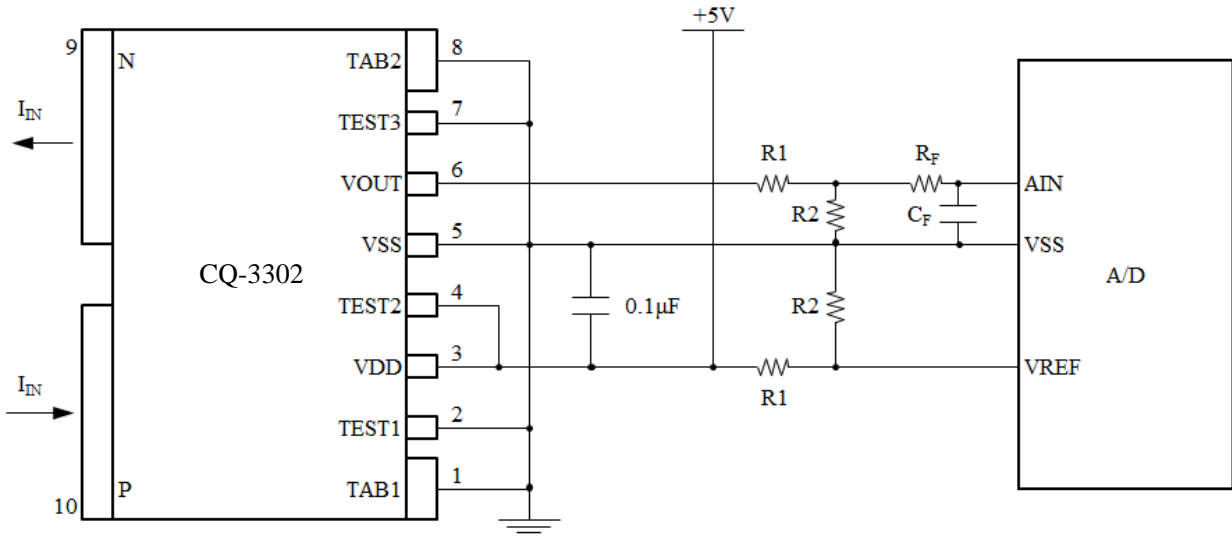 +5V
9
N
TAB2
8
I_IN
TEST3
7
VOUT
6
R1
R_F
AIN
R2
C_F
VSS
5
VSS
CQ-3302
A/D
TEST2
4
0.1μF
R2
VDD
3
VREF
I_IN
R1
TEST1
2
TAB1
1
P
10